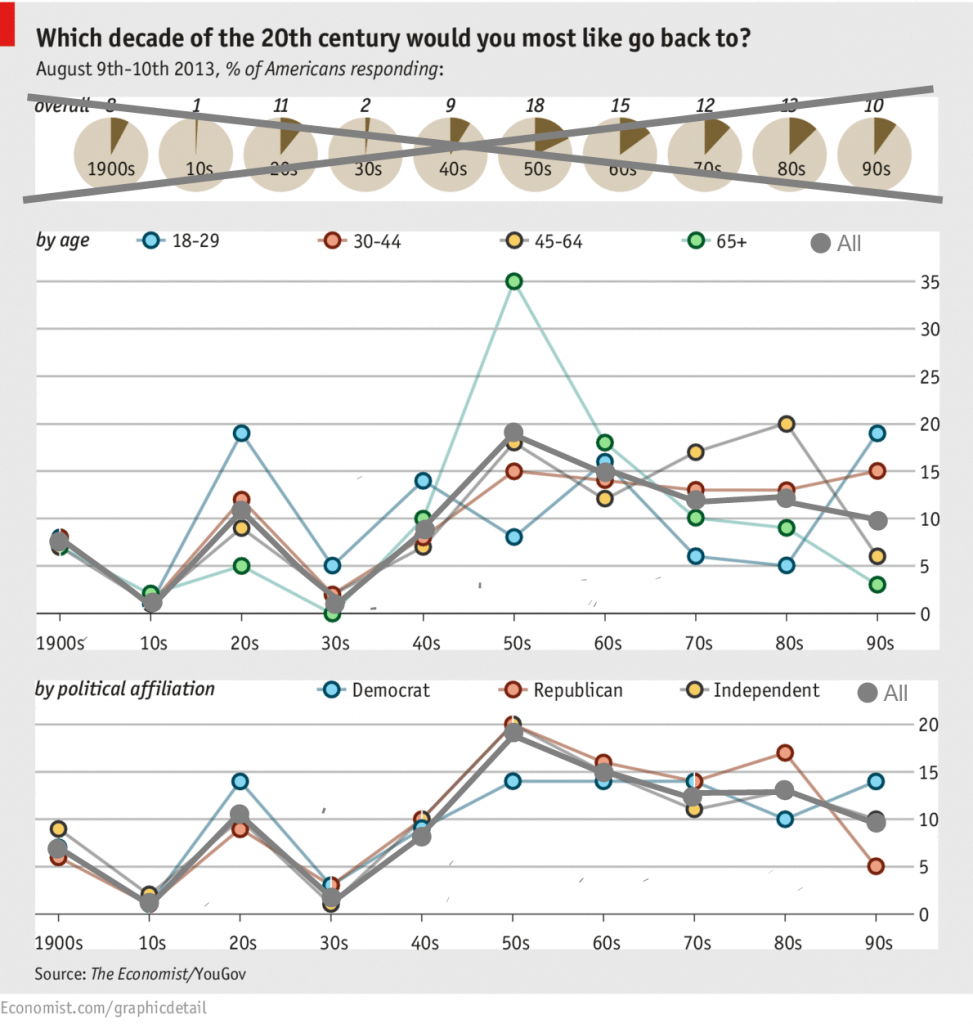 Which decade of the 20th century would you most like go back to?
August 9th-10th 2013, % of Americans responding:
overall 8 1 11 2 9 18 15 12 13 10
1900s 10s 20s 30s 40s 50s 60s 70s 80s 90s
by age 18-29 30-44 45-64 65+ All
35
30
25
20
15
10
5
0
1900s 10s 20s 30s 40s 50s 60s 70s 80s 90s
by political affiliation Democrat Republican Independent All
20
15
10
5
0
1900s 10s 20s 30s 40s 50s 60s 70s 80s 90s
Source: The Economist/YouGov
Economist.com/graphicdetail